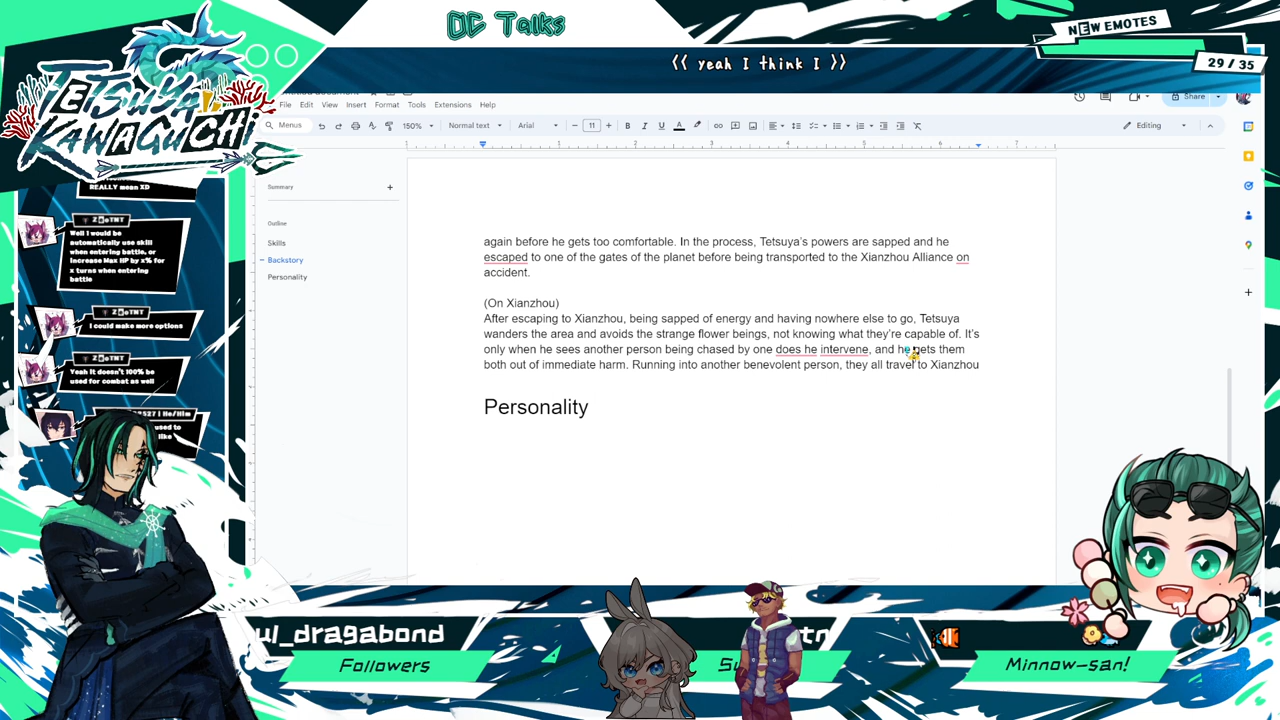 OC Talks
NEW EMOTES
<< yeah I think I >>
29 / 35
TETSUYA
KAWAGUCHI
File Edit View Insert Format Tools Extensions Help
Share
Menus
150%
Normal text
Arial
11
Editing
Summary
Outline
Skills
Backstory
Personality
REALLY mean XD
Well I would be
automatically use skill
when entering battle, or
increase Max HP by x% for
x turns when entering
battle
I could make more options
Yeah it doesn't 100% be
used for combat as well
527 | He/Him
used to
like
again before he gets too comfortable. In the process, Tetsuya's powers are sapped and he
escaped to one of the gates of the planet before being transported to the Xianzhou Alliance on
accident.
(On Xianzhou)
After escaping to Xianzhou, being sapped of energy and having nowhere else to go, Tetsuya
wanders the area and avoids the strange flower beings, not knowing what they're capable of. It's
only when he sees another person being chased by one does he intervene, and he gets them
both out of immediate harm. Running into another benevolent person, they all travel to Xianzhou
Personality
ul_dragabond
Followers
Minnow-san!